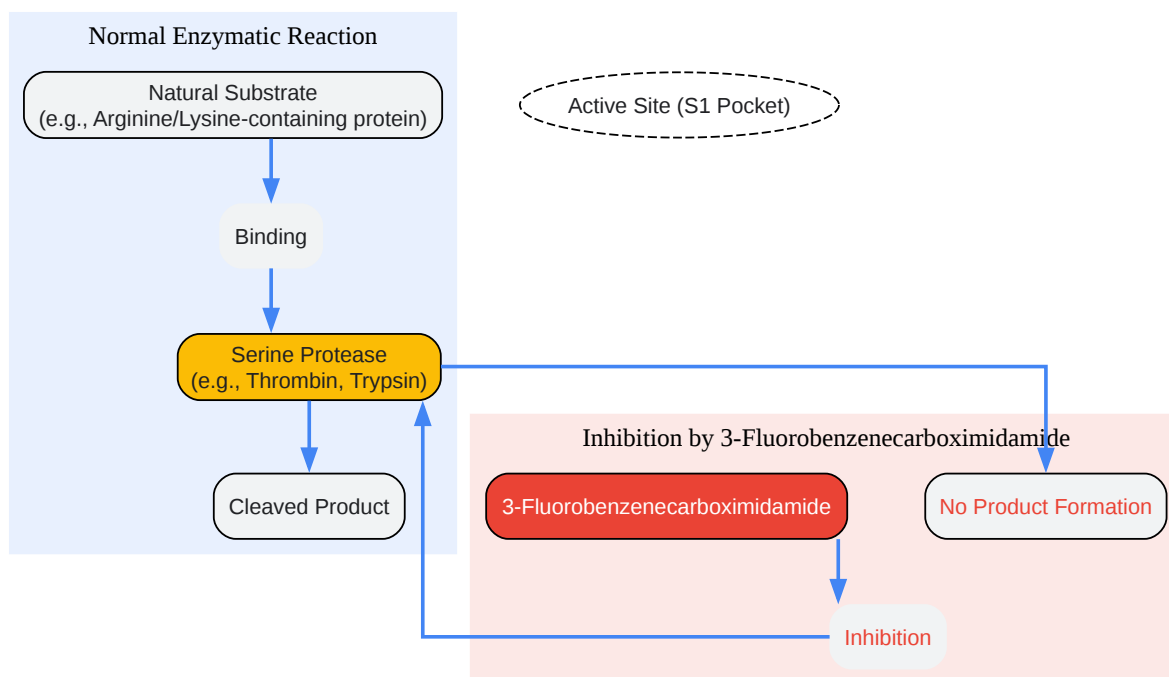 Normal Enzymatic Reaction
Natural Substrate
(e.g., Arginine/Lysine-containing protein)
Active Site (S1 Pocket)
Binding
Serine Protease
(e.g., Thrombin, Trypsin)
Inhibition by 3-Fluorobenzenecarboximidamide
Cleaved Product
3-Fluorobenzenecarboximidamide
No Product Formation
Inhibition